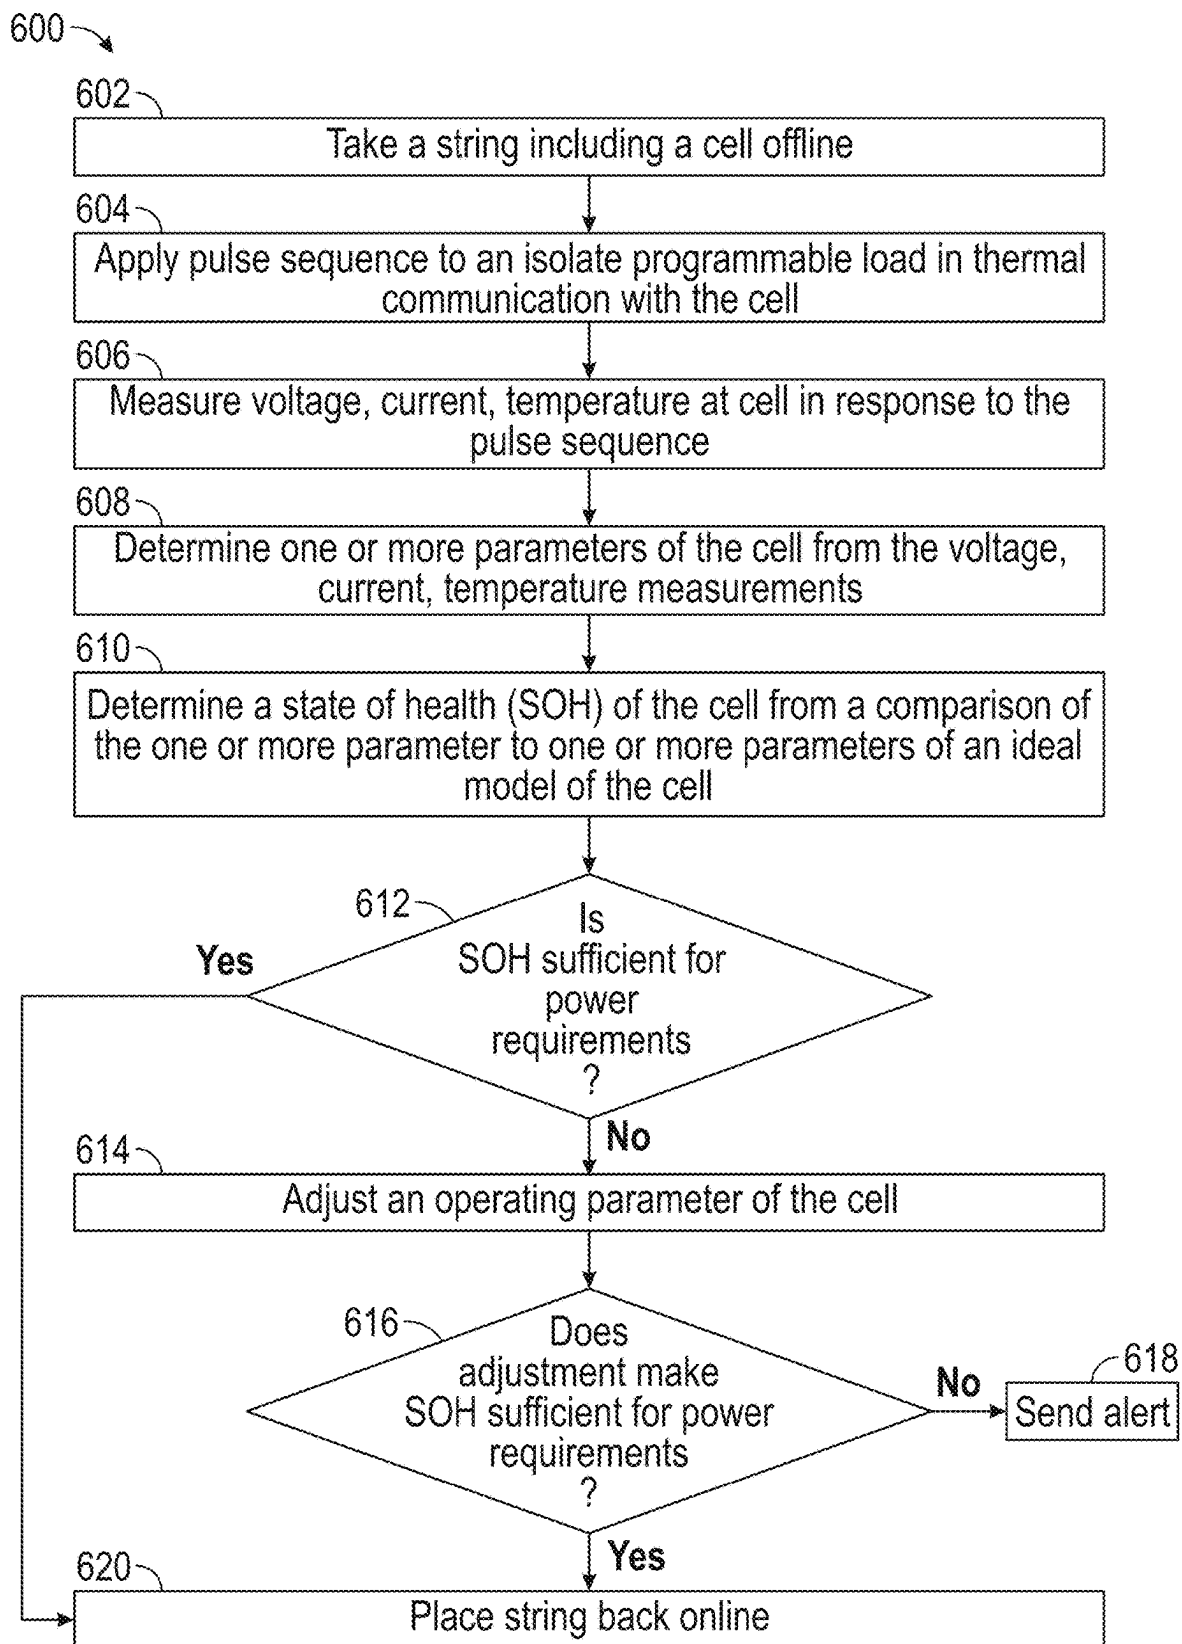 600
602
Take a string including a cell offline
604
Apply pulse sequence to an isolate programmable load in thermal
communication with the cell
606
Measure voltage, current, temperature at cell in response to the
pulse sequence
608
Determine one or more parameters of the cell from the voltage,
current, temperature measurements
610
Determine a state of health (SOH) of the cell from a comparison of
the one or more parameter to one or more parameters of an ideal
model of the cell
612
Is
SOH sufficient for
power
requirements
?
Yes
No
614
Adjust an operating parameter of the cell
616
Does
adjustment make
SOH sufficient for power
requirements
?
No
618
Send alert
Yes
620
Place string back online